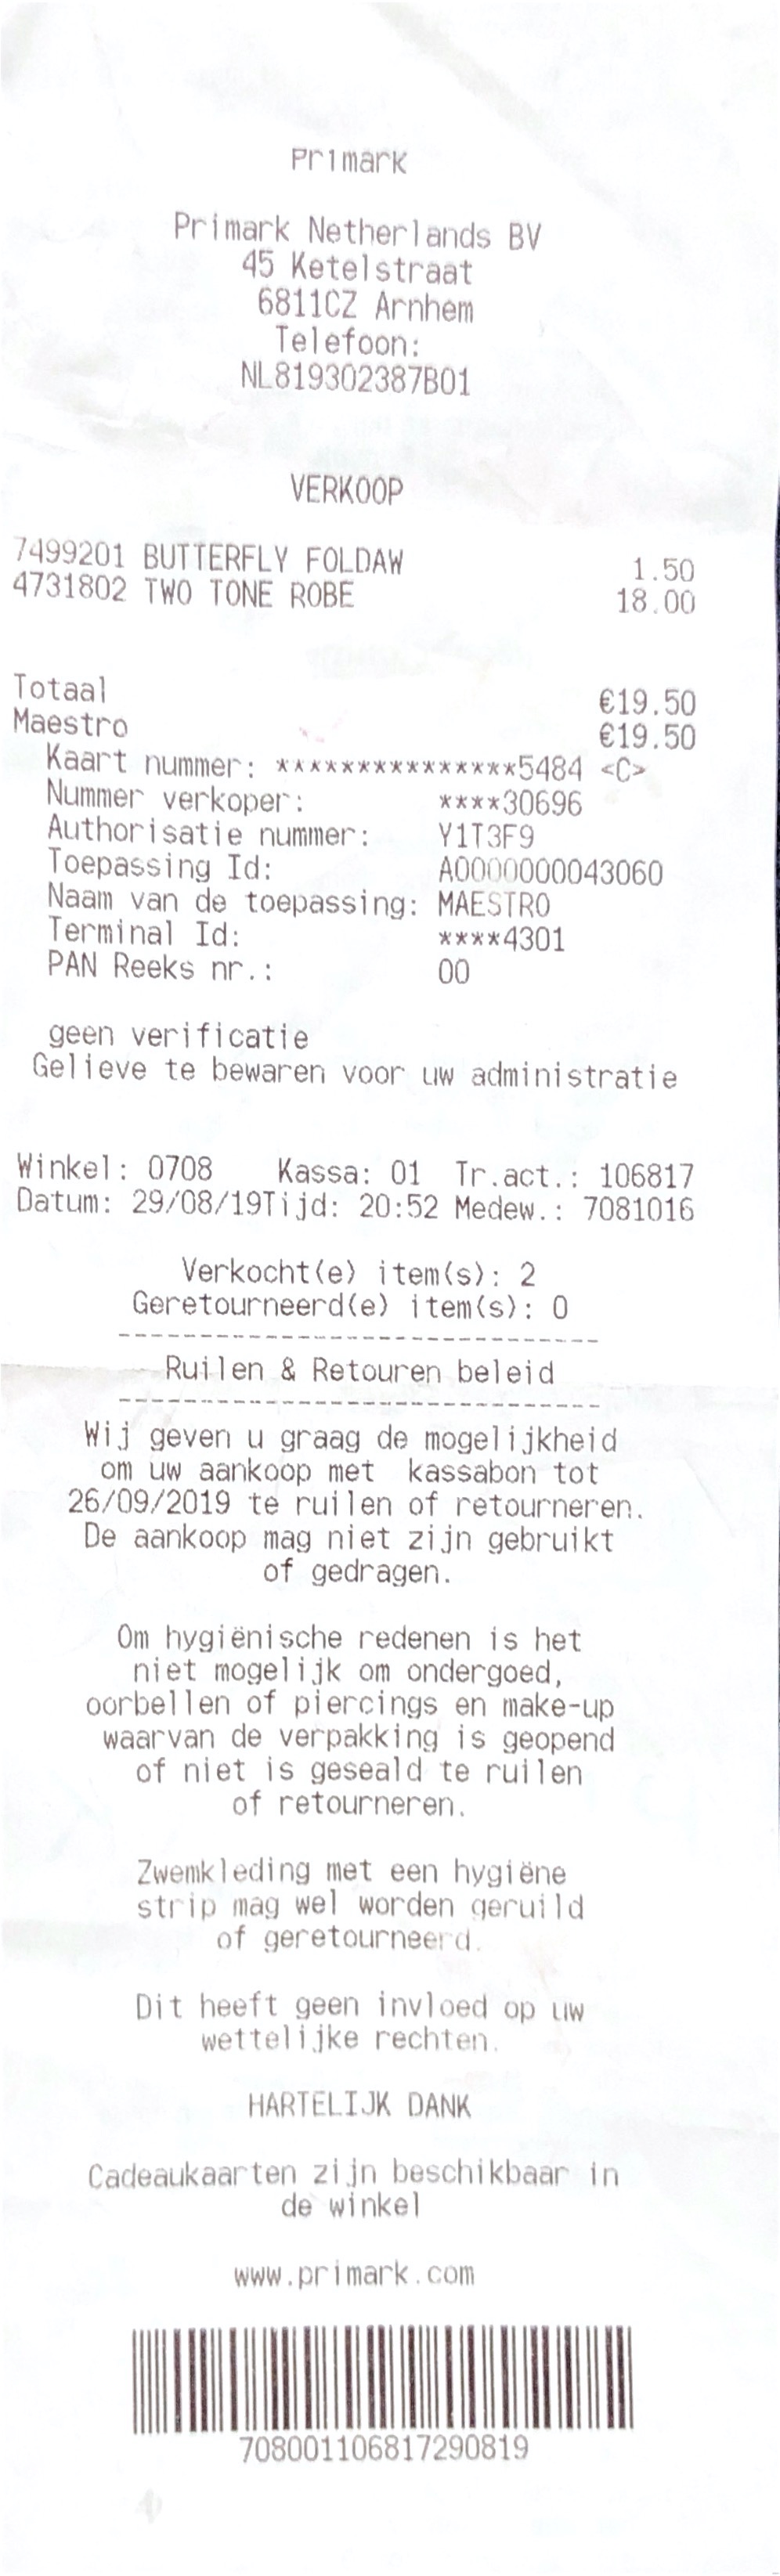 Primark
Primark Netherlands BV
45 Ketelstraat
6811CZ Arnhem
Telefoon:
NL819302387B01
VERKOOP
7499201 BUTTERFLY FOLDAW 1.50
4731802 TWO TONE ROBE 18.00
Totaal €19.50
Maestro €19.50
Kaart nummer: ***************5484 <C>
Nummer verkoper: ****30696
Authorisatie nummer: Y1T3F9
Toepassing Id: A0000000043060
Naam van de toepassing: MAESTRO
Terminal Id: ****4301
PAN Reeks nr.: 00
geen verificatie
Gelieve te bewaren voor uw administratie
Winkel: 0708 Kassa: 01 Tr.act.: 106817
Datum: 29/08/19Tijd: 20:52 Medew.: 7081016
Verkocht(e) item(s): 2
Geretourneerd(e) item(s): 0
------------------------------
Ruilen & Retouren beleid
------------------------------
Wij geven u graag de mogelijkheid
om uw aankoop met kassabon tot
26/09/2019 te ruilen of retourneren.
De aankoop mag niet zijn gebruikt
of gedragen.
Om hygiënische redenen is het
niet mogelijk om ondergoed,
oorbellen of piercings en make-up
waarvan de verpakking is geopend
of niet is geseald te ruilen
of retourneren.
Zwemkleding met een hygiëne
strip mag wel worden geruild
of geretourneerd.
Dit heeft geen invloed op uw
wettelijke rechten.
HARTELIJK DANK
Cadeaukaarten zijn beschikbaar in
de winkel
www.primark.com
708001106817290819